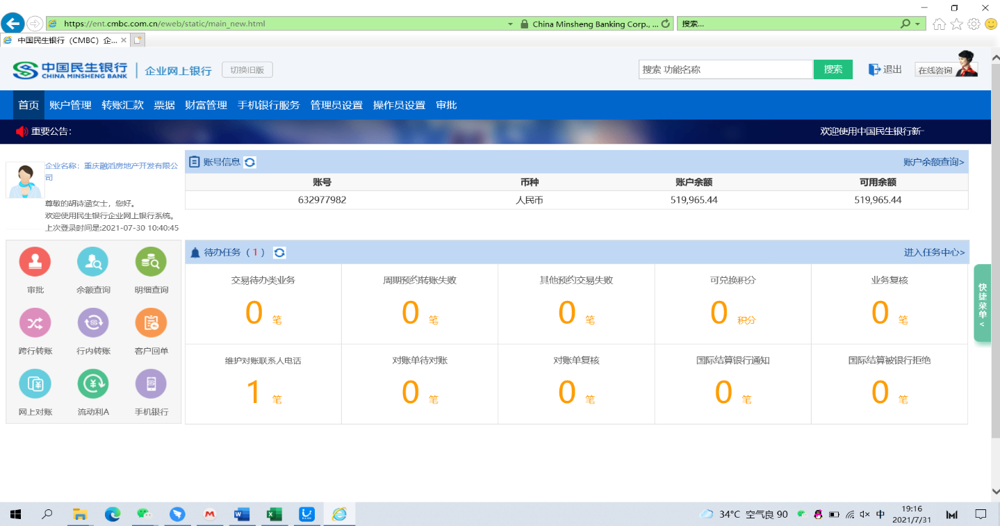 https://ent.cmbc.com.cn/eweb/static/main_new.html
China Minsheng Banking Corp., ...
搜索...
中国民生银行（CMBC）企...
中国民生银行
CHINA MINSHENG BANK
企业网上银行
切换旧版
搜索 功能名称
搜索
退出
在线咨询
首页 账户管理 转账汇款 票据 财富管理 手机银行服务 管理员设置 操作员设置 审批
重要公告：
欢迎使用中国民生银行新一
企业名称：重庆融滔房地产开发有限公
司
尊敬的胡诗涵女士，您好。
欢迎使用民生银行企业网上银行系统。
上次登录时间是:2021-07-30 10:40:45
账号信息
账户余额查询>
账号 币种 账户余额 可用余额
632977982 人民币 519,965.44 519,965.44
审批 余额查询 明细查询
跨行转账 行内转账 客户回单
网上对账 流动利A 手机银行
待办任务（1）
进入任务中心>
交易待办类业务 周期预约转账失败 其他预约交易失败 可兑换积分 业务复核
0 笔 0 笔 0 笔 0 积分 0 笔
维护对账联系人电话 对账单待对账 对账单复核 国际结算银行通知 国际结算被银行拒绝
1 笔 0 笔 0 笔 0 笔 0 笔
快捷菜单<
34°C 空气良 90
中
19:16
2021/7/31